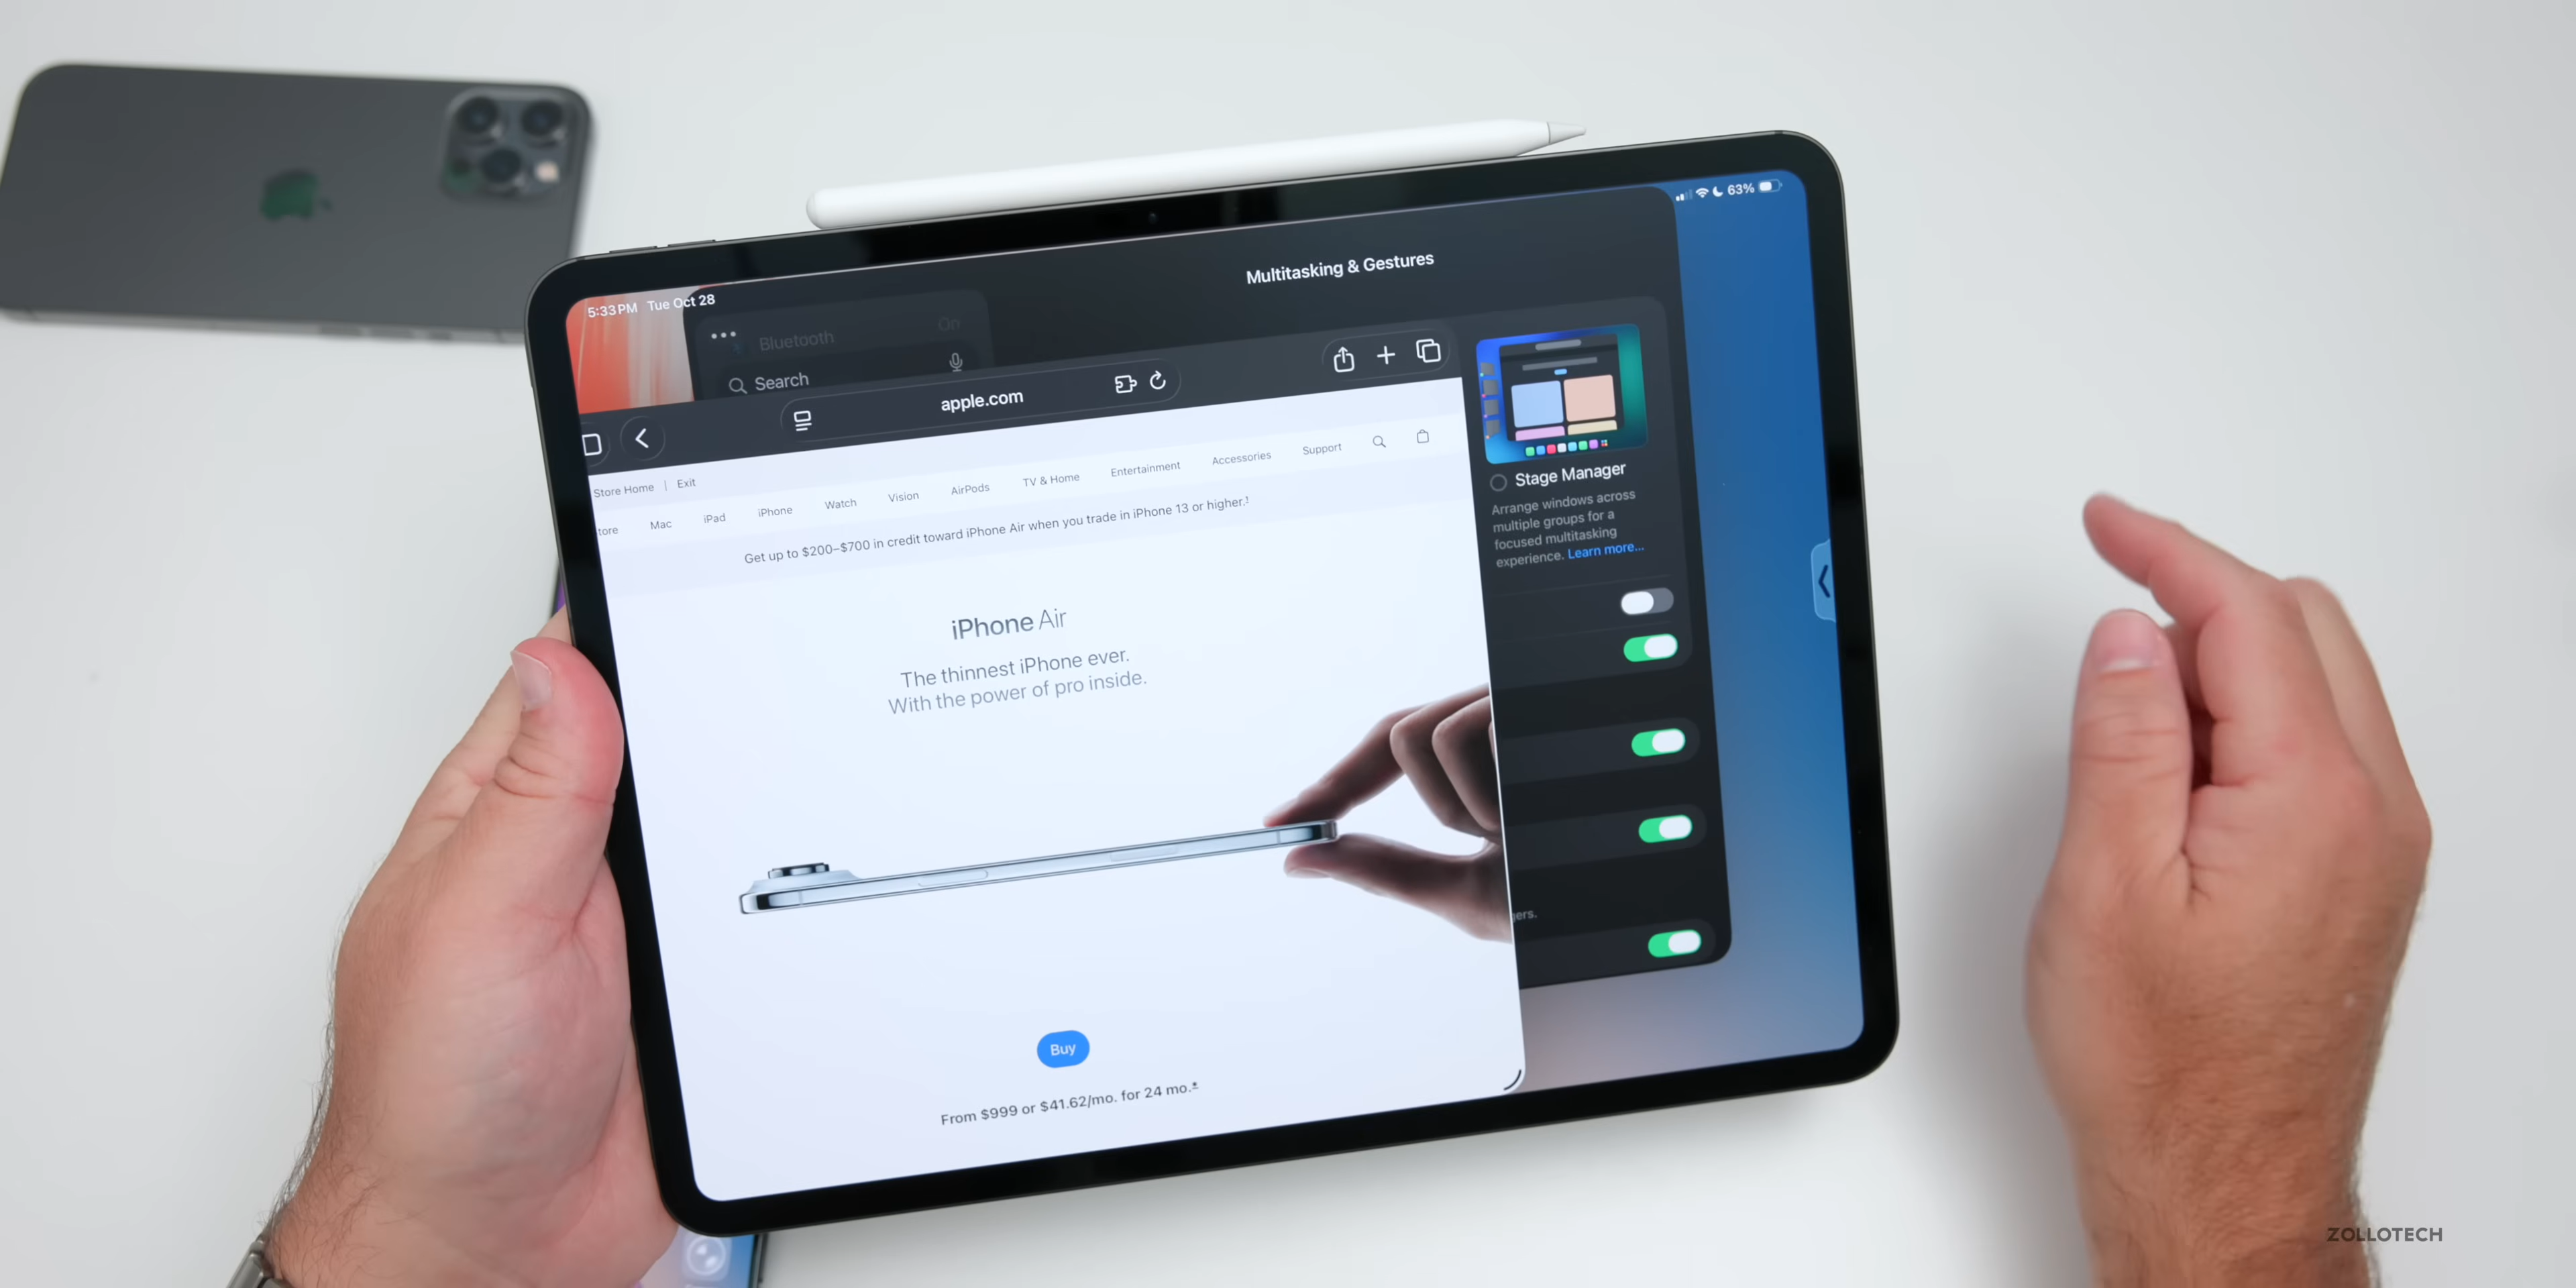 5:33 PM Tue Oct 28
63%
Multitasking & Gestures
Bluetooth On
Search
apple.com
Store Home | Exit
tore Mac iPad iPhone Watch Vision AirPods TV & Home Entertainment Accessories Support
Get up to $200–$700 in credit toward iPhone Air when you trade in iPhone 13 or higher.¹
iPhone Air
The thinnest iPhone ever.
With the power of pro inside.
Buy
From $999 or $41.62/mo. for 24 mo.*
Stage Manager
Arrange windows across
multiple groups for a
focused multitasking
experience. Learn more...
gers.
ZOLLOTECH